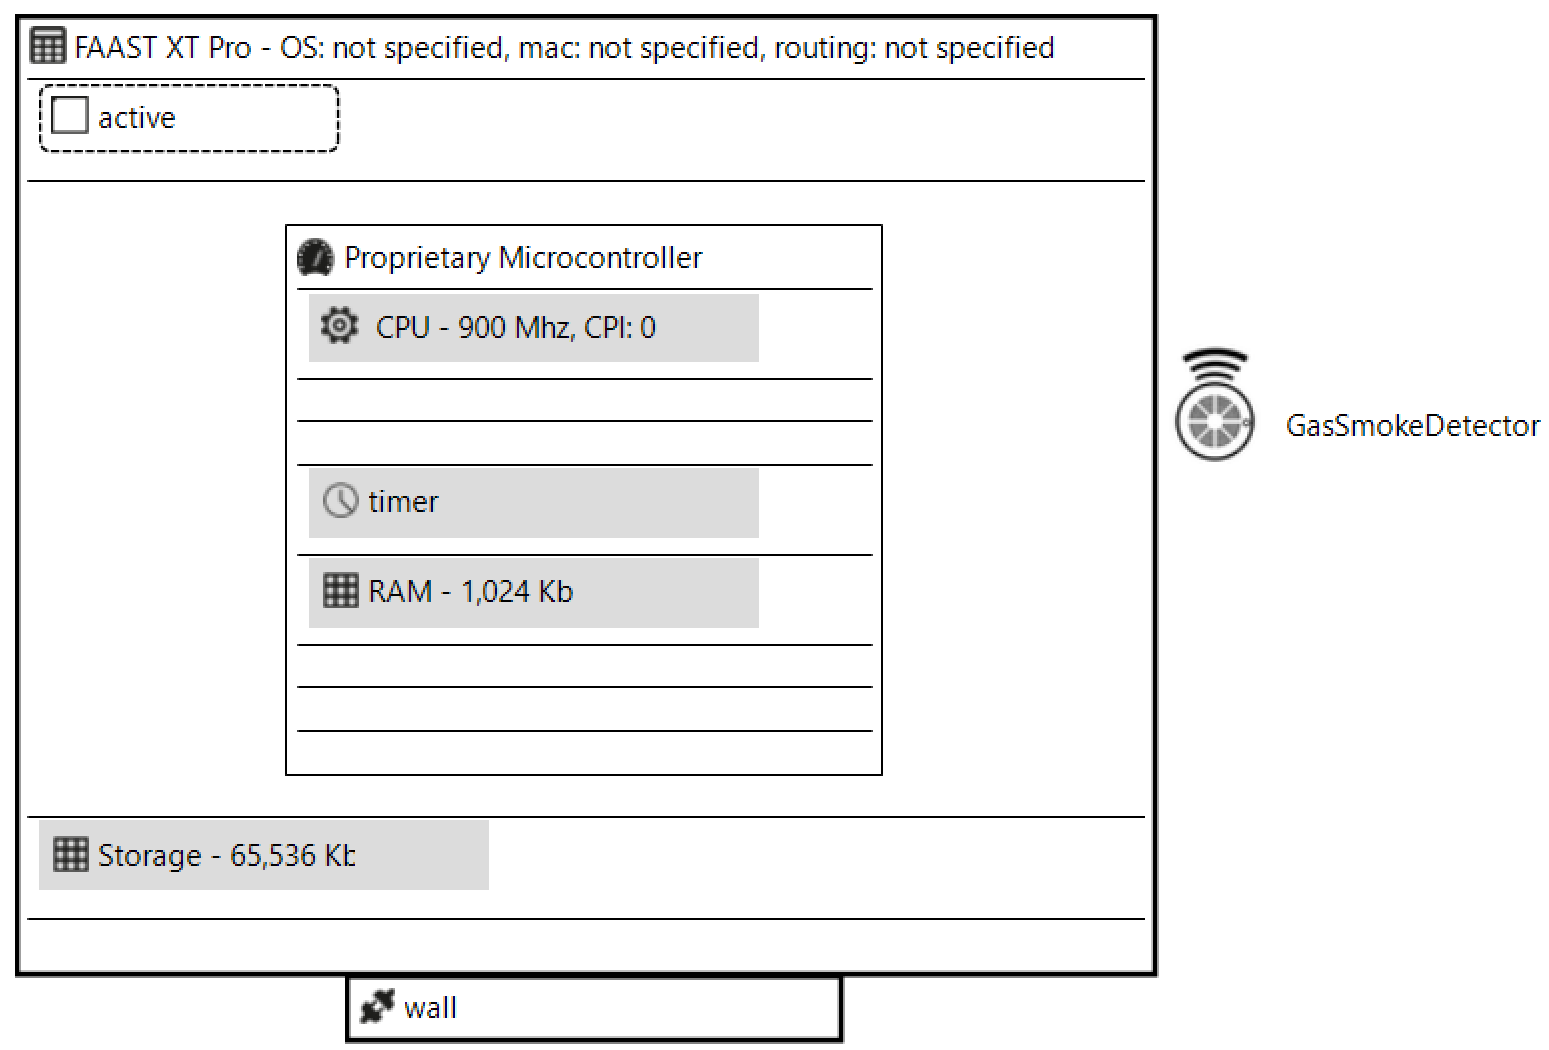 FAAST XT Pro - OS: not specified, mac: not specified, routing: not specified
active
Proprietary Microcontroller
CPU - 900 Mhz, CPI: 0
timer
RAM - 1,024 Kb
GasSmokeDetector
Storage - 65,536 Kb
wall